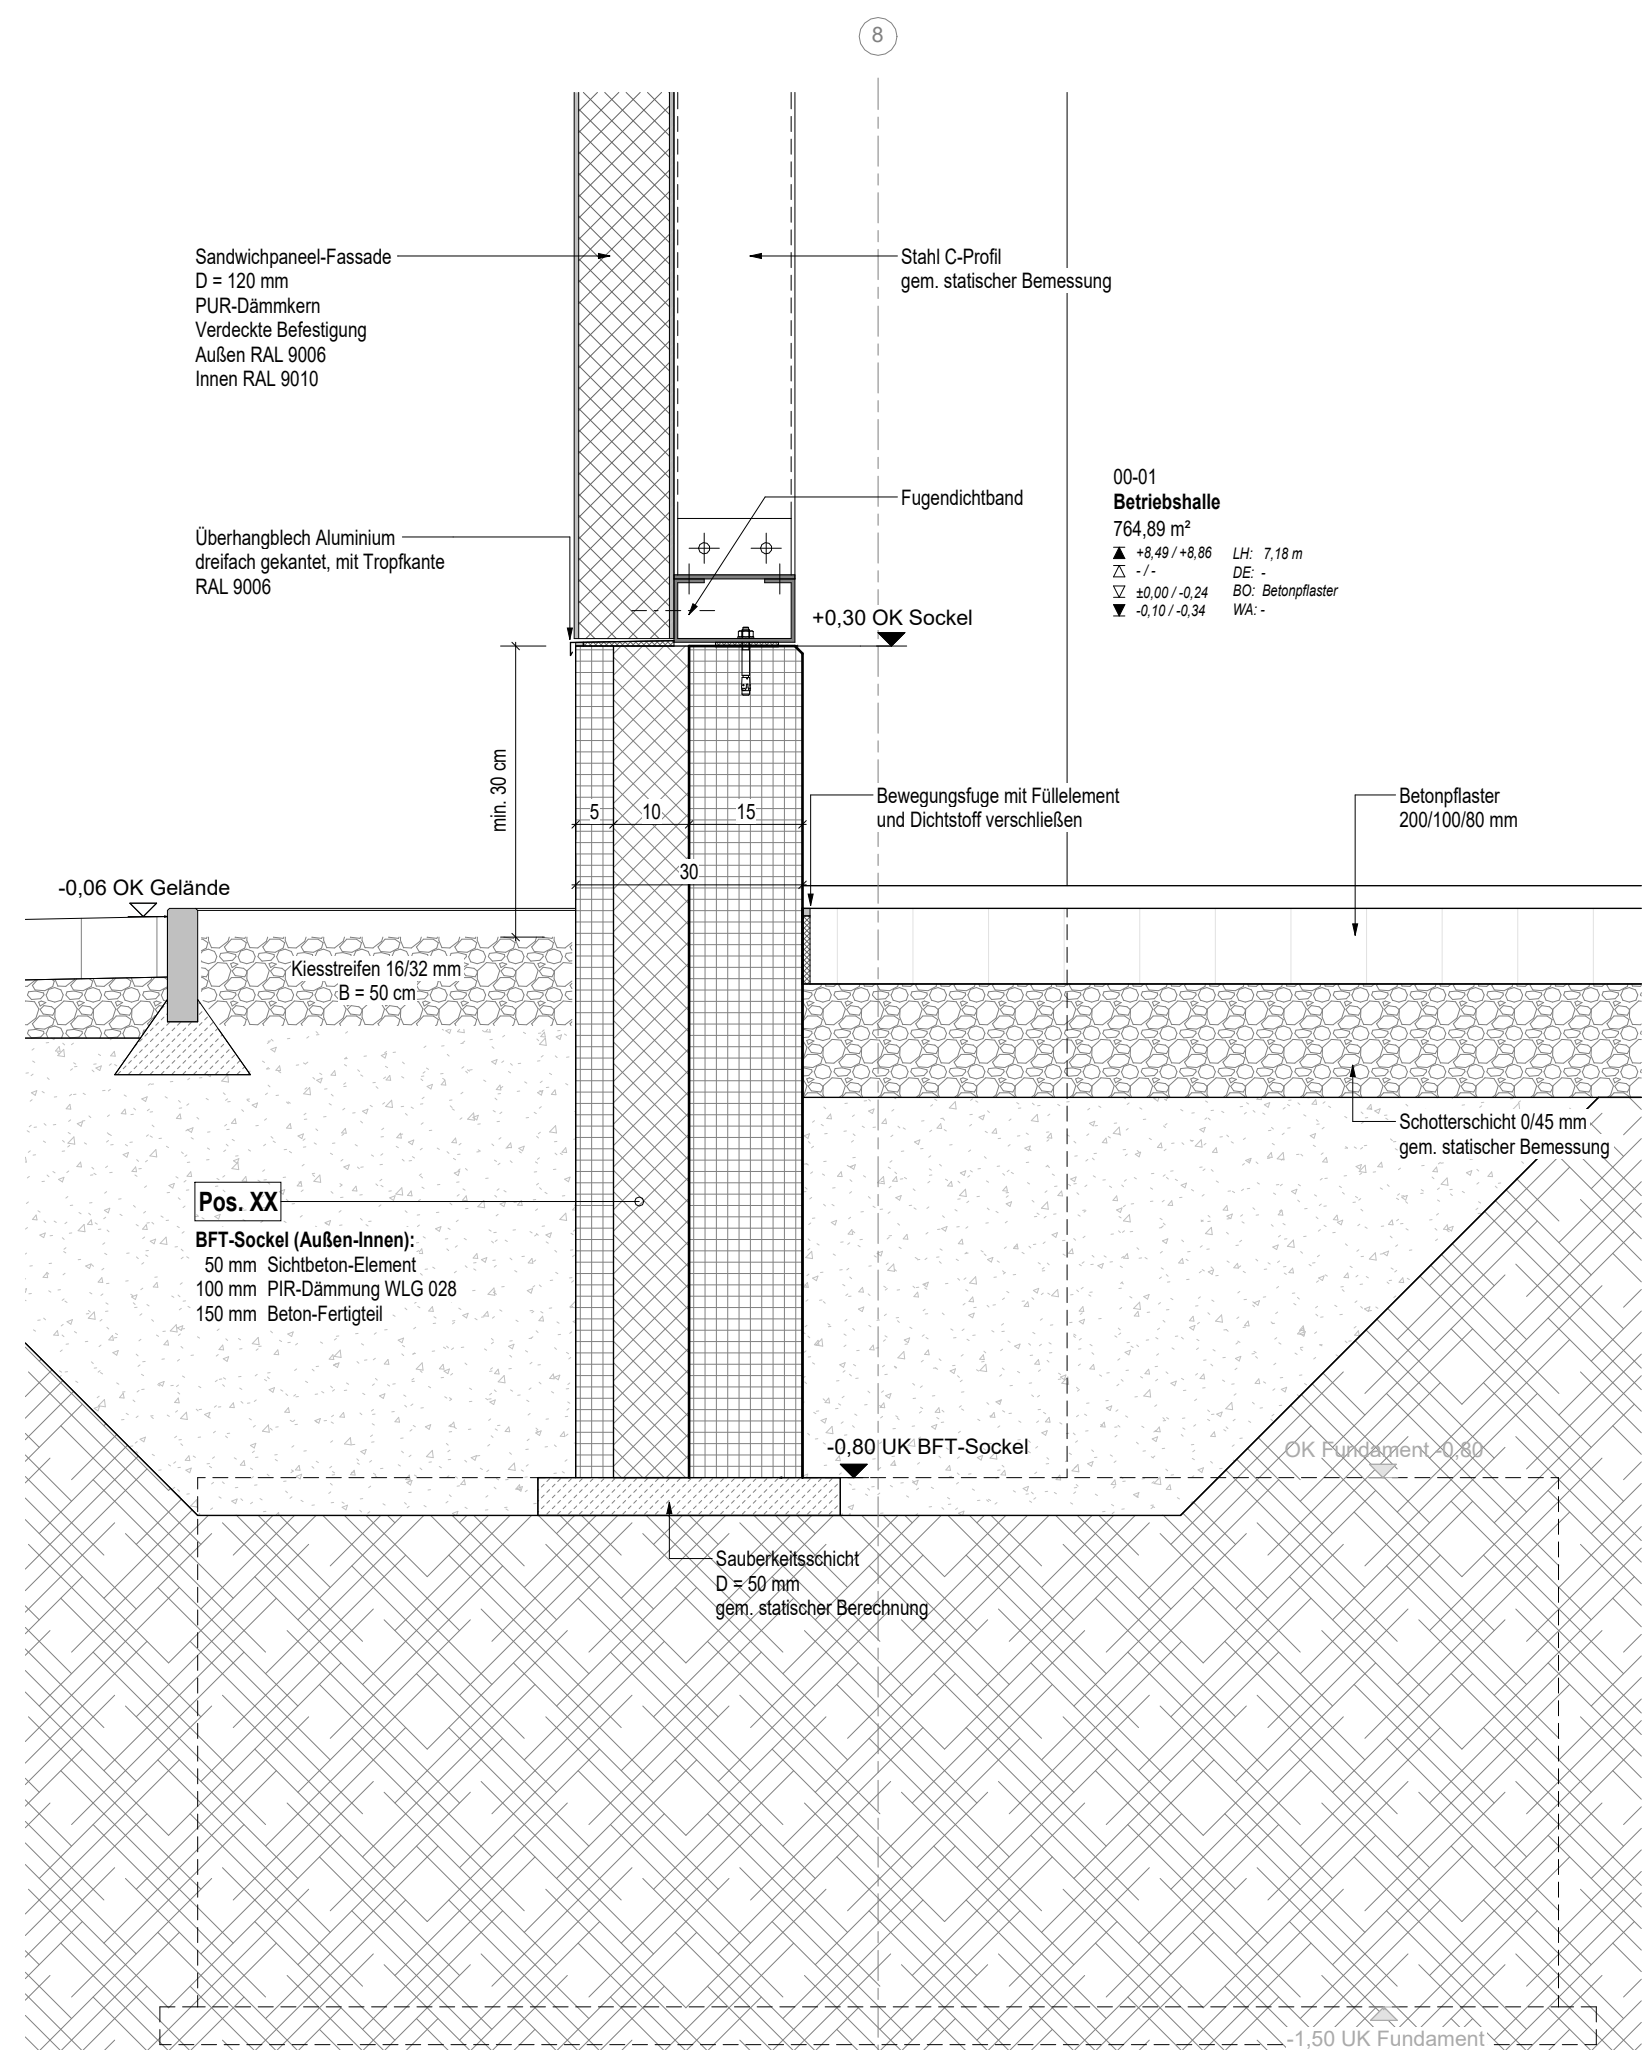 8
Sandwichpaneel-Fassade
D = 120 mm
PUR-Dämmkern
Verdeckte Befestigung
Außen RAL 9006
Innen RAL 9010
Stahl C-Profil
gem. statischer Bemessung
Fugendichtband
Überhangblech Aluminium
dreifach gekantet, mit Tropfkante
RAL 9006
00-01
Betriebshalle
764,89 m²
+8,49 / +8,86 LH: 7,18 m
- / - DE: -
±0,00 / -0,24 BO: Betonpflaster
-0,10 / -0,34 WA: -
+0,30 OK Sockel
min. 30 cm
5 10 15
30
Bewegungsfuge mit Füllelement
und Dichtstoff verschließen
Betonpflaster
200/100/80 mm
-0,06 OK Gelände
Kiesstreifen 16/32 mm
B = 50 cm
Schotterschicht 0/45 mm
gem. statischer Bemessung
Pos. XX
BFT-Sockel (Außen-Innen):
50 mm Sichtbeton-Element
100 mm PIR-Dämmung WLG 028
150 mm Beton-Fertigteil
-0,80 UK BFT-Sockel
OK Fundament -0,80
Sauberkeitsschicht
D = 50 mm
gem. statischer Berechnung
-1,50 UK Fundament